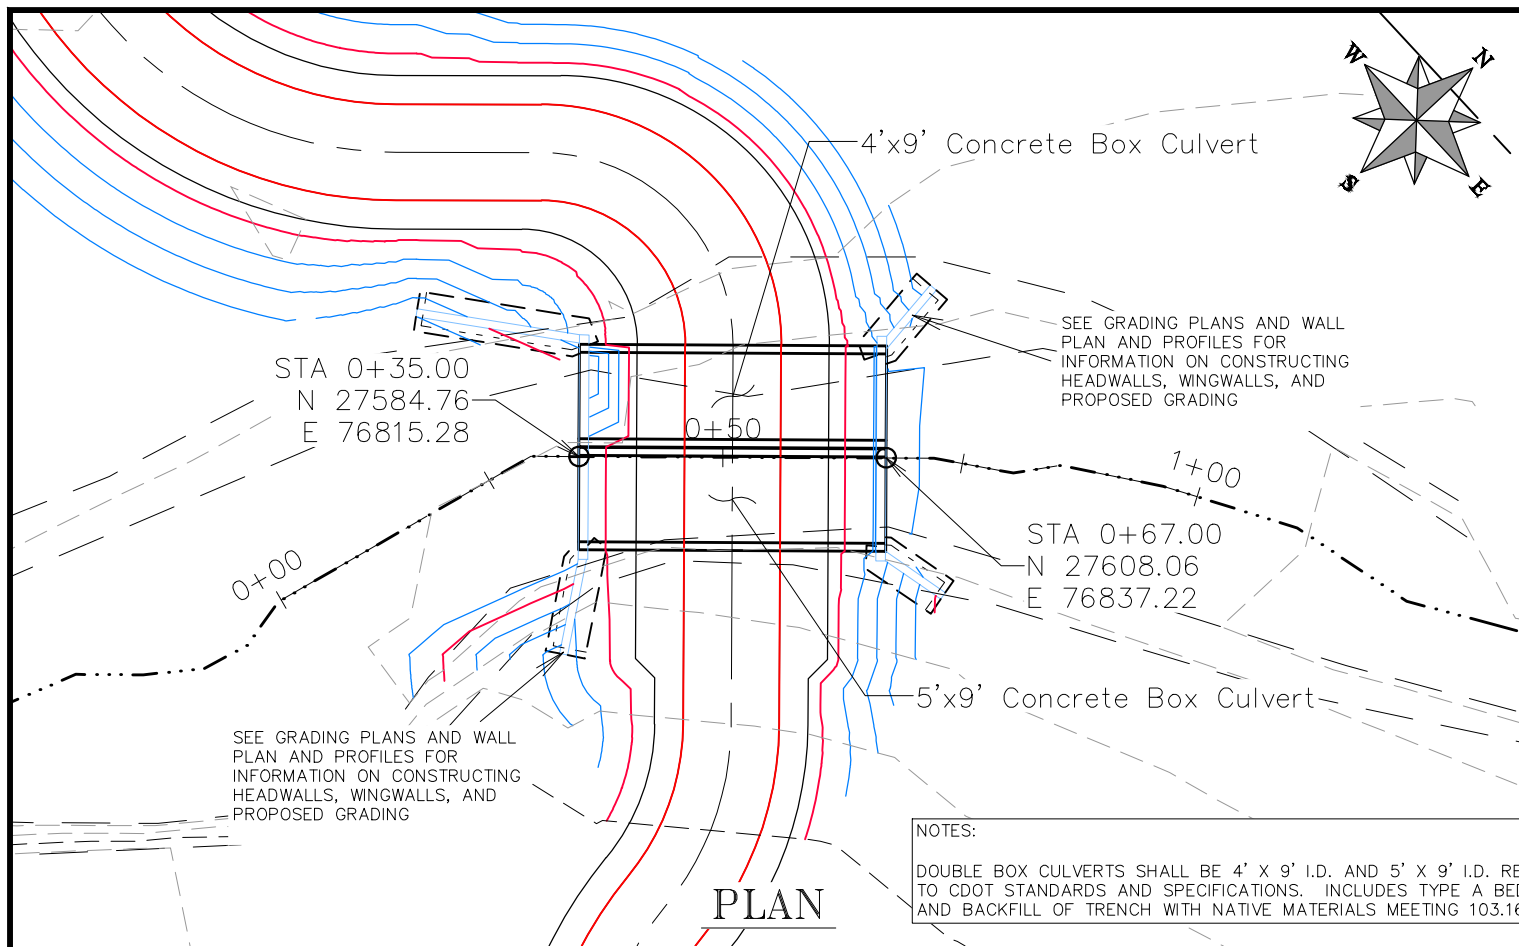 W
N
S
E
4'x9' Concrete Box Culvert
SEE GRADING PLANS AND WALL
PLAN AND PROFILES FOR
INFORMATION ON CONSTRUCTING
HEADWALLS, WINGWALLS, AND
PROPOSED GRADING
STA 0+35.00
N 27584.76
E 76815.28
0+50
1+00
STA 0+67.00
N 27608.06
E 76837.22
0+00
5'x9' Concrete Box Culvert
SEE GRADING PLANS AND WALL
PLAN AND PROFILES FOR
INFORMATION ON CONSTRUCTING
HEADWALLS, WINGWALLS, AND
PROPOSED GRADING
NOTES:
DOUBLE BOX CULVERTS SHALL BE 4' X 9' I.D. AND 5' X 9' I.D. RE
TO CDOT STANDARDS AND SPECIFICATIONS. INCLUDES TYPE A BED
AND BACKFILL OF TRENCH WITH NATIVE MATERIALS MEETING 103.16
PLAN